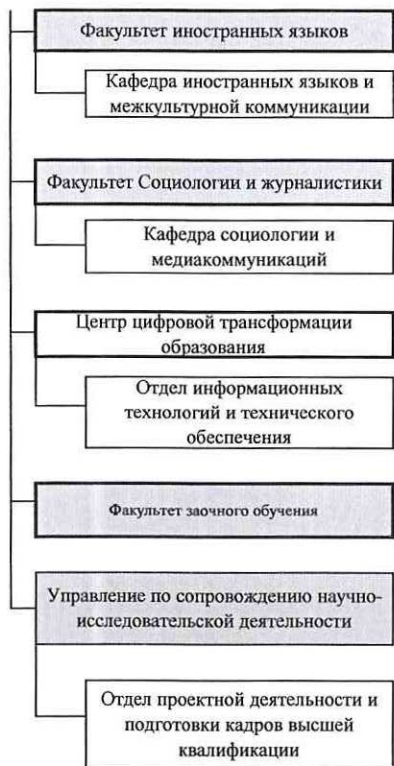 Факультет иностранных языков
Кафедра иностранных языков и
межкультурной коммуникации
Факультет Социологии и журналистики
Кафедра социологии и
медиакоммуникаций
Центр цифровой трансформации
образования
Отдел информационных
технологий и технического
обеспечения
Факультет заочного обучения
Управление по сопровождению научно-
исследовательской деятельности
Отдел проектной деятельности и
подготовки кадров высшей
квалификации